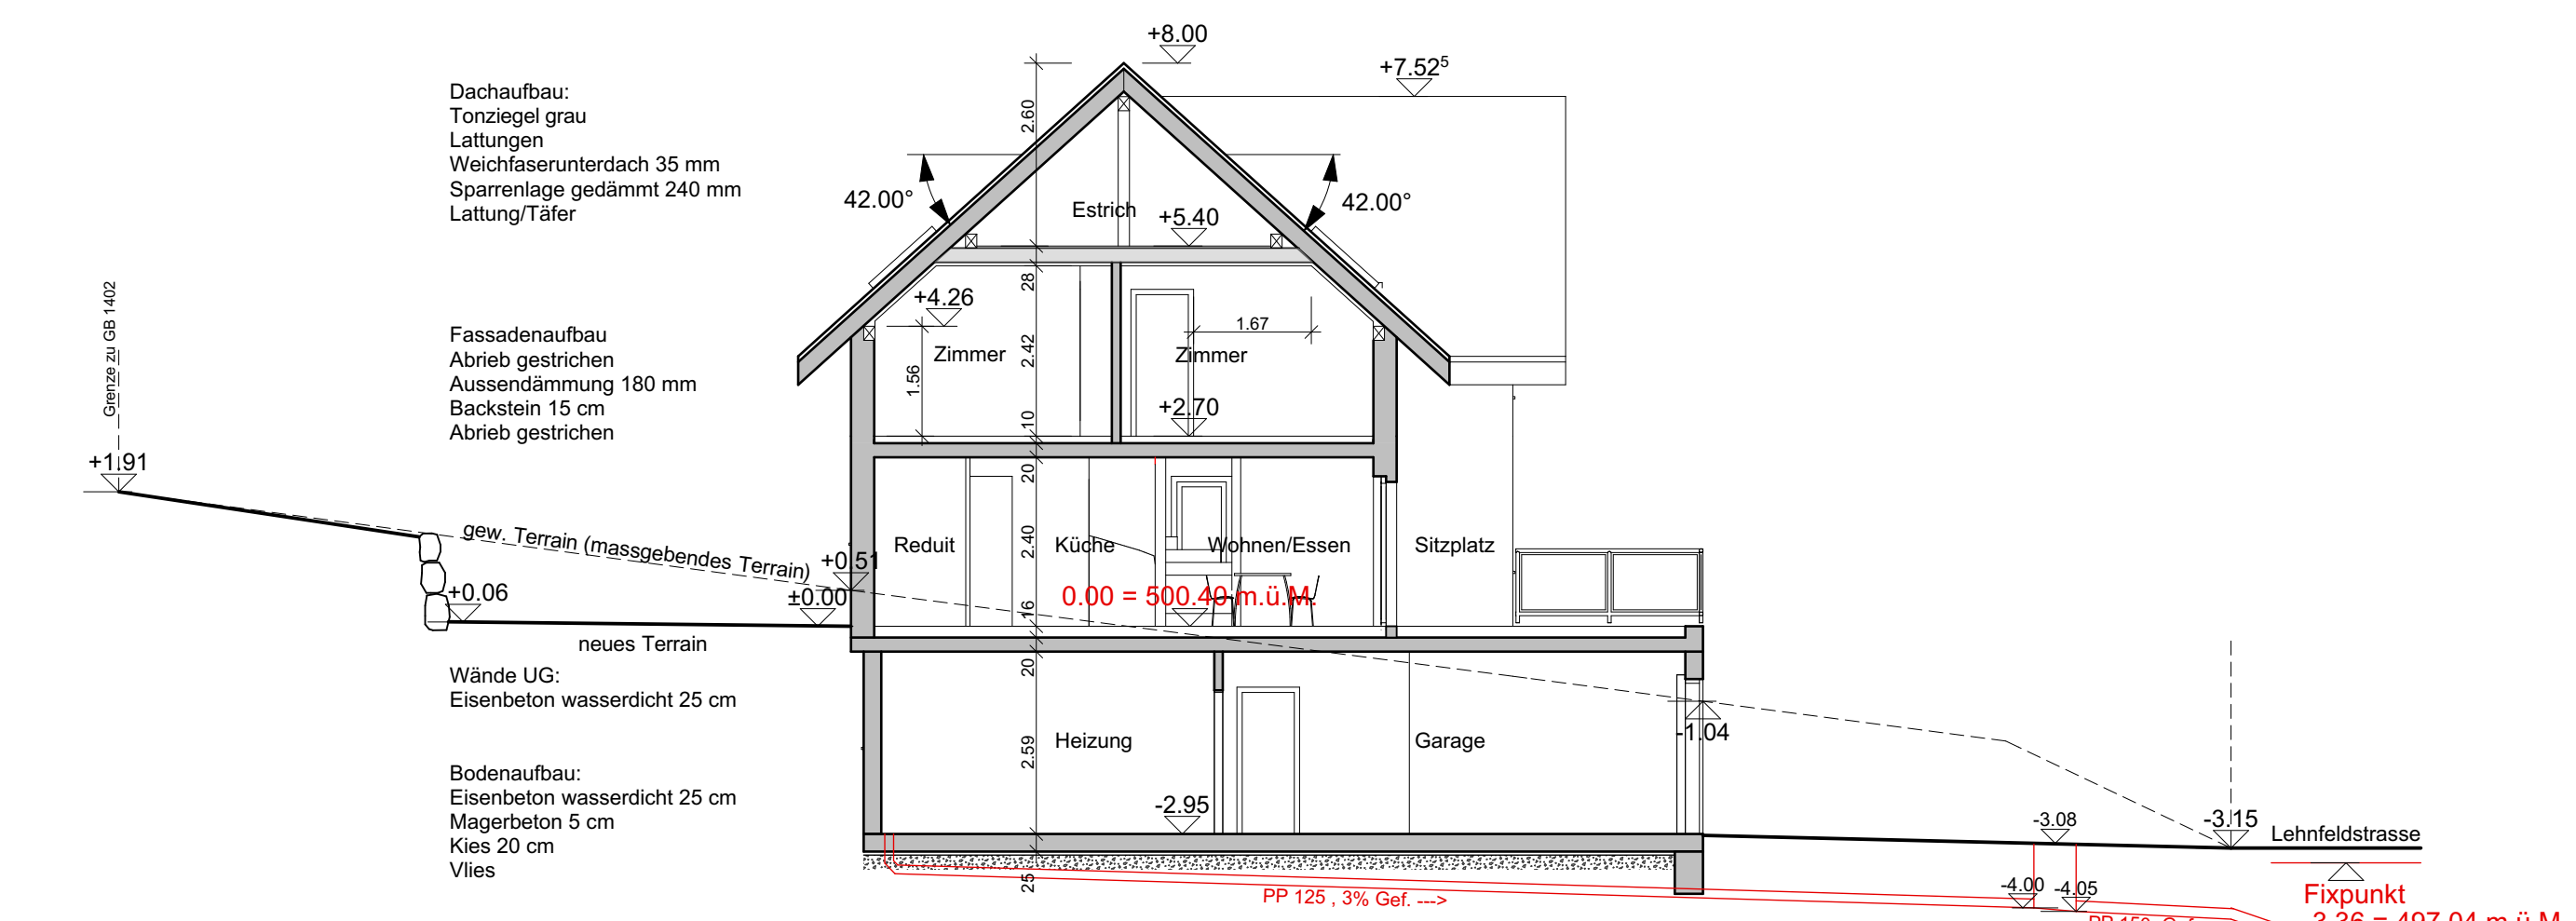 +8.00
+7.52⁵
Dachaufbau:
Tonziegel grau
Lattungen
Weichfaserunterdach 35 mm
Sparrenlage gedämmt 240 mm
Lattung/Täfer
2.60
42.00°
42.00°
Estrich
+5.40
Grenze zu GB 1402
28
+4.26
1.67
Fassadenaufbau
Abrieb gestrichen
Aussendämmung 180 mm
Backstein 15 cm
Abrieb gestrichen
Zimmer
2.42
Zimmer
1.56
+2.70
10
+1.91
20
gew. Terrain (massgebendes Terrain)
+0.51
Reduit
2.40
Küche
Wohnen/Essen
Sitzplatz
+0.06
±0.00
16
0.00 = 500.40 m.ü.M.
neues Terrain
Wände UG:
Eisenbeton wasserdicht 25 cm
20
-1.04
Heizung
2.59
Garage
Bodenaufbau:
Eisenbeton wasserdicht 25 cm
Magerbeton 5 cm
Kies 20 cm
Vlies
-2.95
-3.08
-3.15
Lehnfeldstrasse
25
PP 125 , 3% Gef. --->
-4.00
-4.05
Fixpunkt
-3.36 = 497.04 m.ü.M